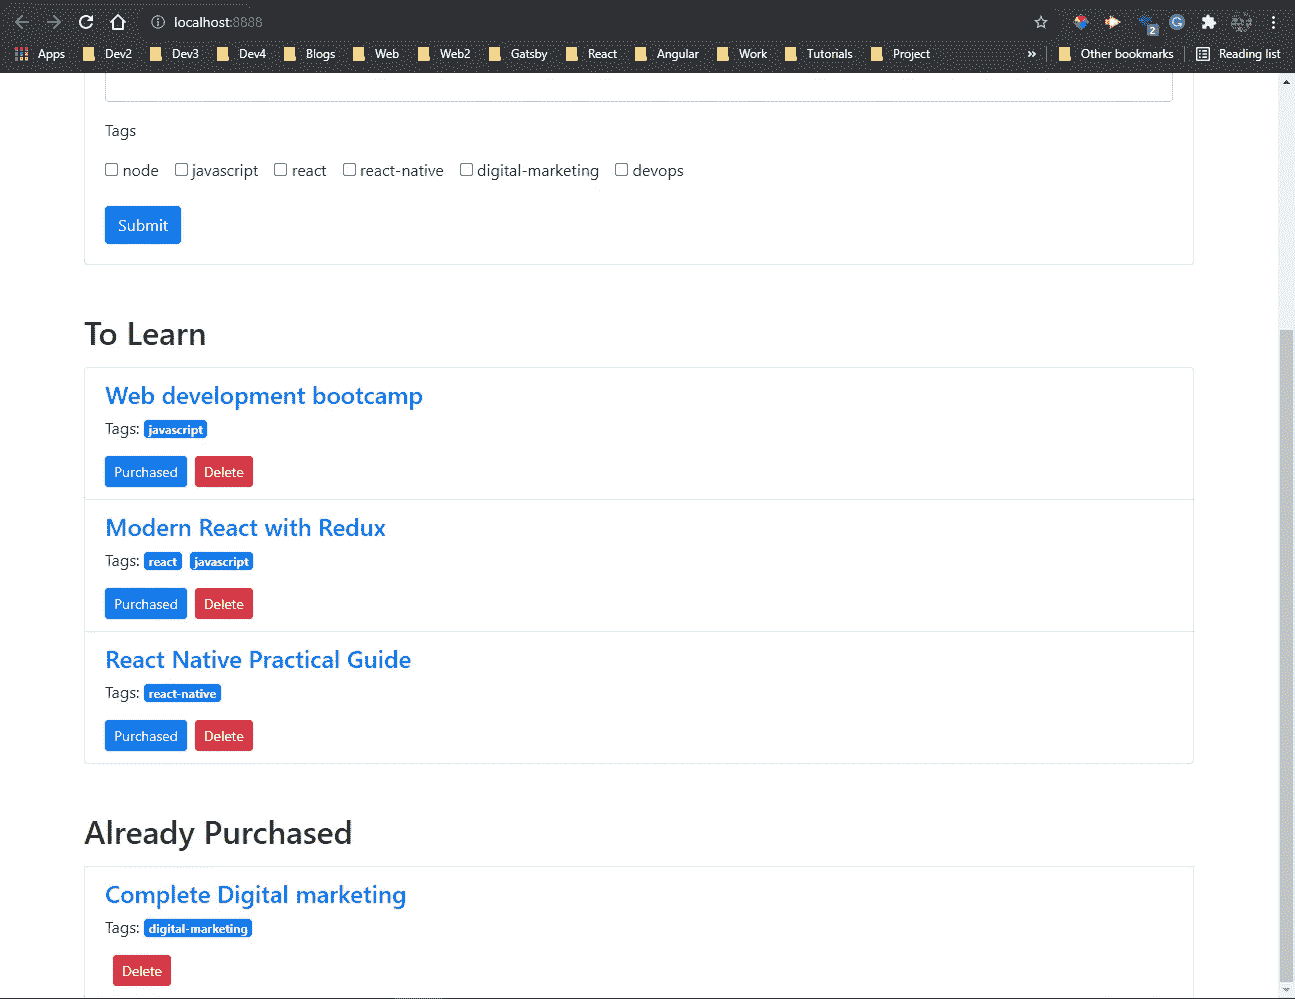 localhost:8888
2
Apps Dev2 Dev3 Dev4 Blogs Web Web2 Gatsby React Angular Work Tutorials Project » Other bookmarks Reading list
Tags
node javascript react react-native digital-marketing devops
Submit
To Learn
Web development bootcamp
Tags: javascript
Purchased Delete
Modern React with Redux
Tags: react javascript
Purchased Delete
React Native Practical Guide
Tags: react-native
Purchased Delete
Already Purchased
Complete Digital marketing
Tags: digital-marketing
Delete